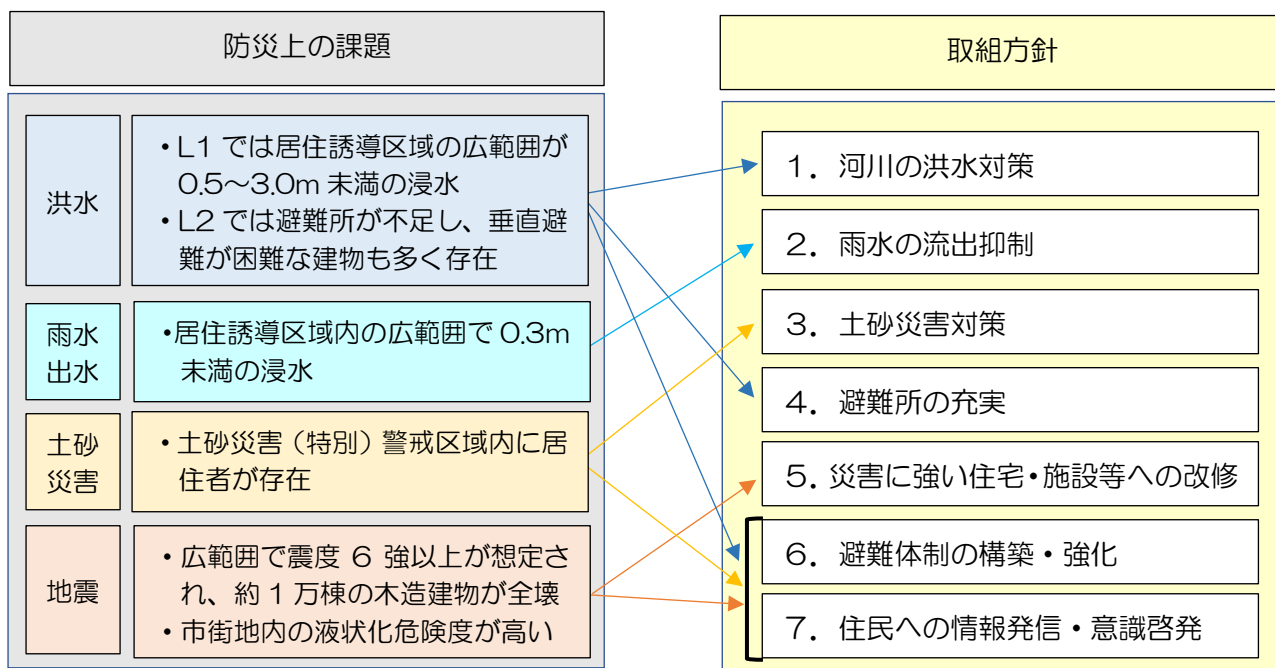 防災上の課題
洪水
・L1 では居住誘導区域の広範囲が
0.5～3.0m 未満の浸水
・L2 では避難所が不足し、垂直避
難が困難な建物も多く存在
雨水
出水
・居住誘導区域内の広範囲で 0.3m
未満の浸水
土砂
災害
・土砂災害（特別）警戒区域内に居
住者が存在
地震
・広範囲で震度 6 強以上が想定さ
れ、約 1 万棟の木造建物が全壊
・市街地内の液状化危険度が高い
取組方針
1．河川の洪水対策
2．雨水の流出抑制
3．土砂災害対策
4．避難所の充実
5．災害に強い住宅・施設等への改修
6．避難体制の構築・強化
7．住民への情報発信・意識啓発